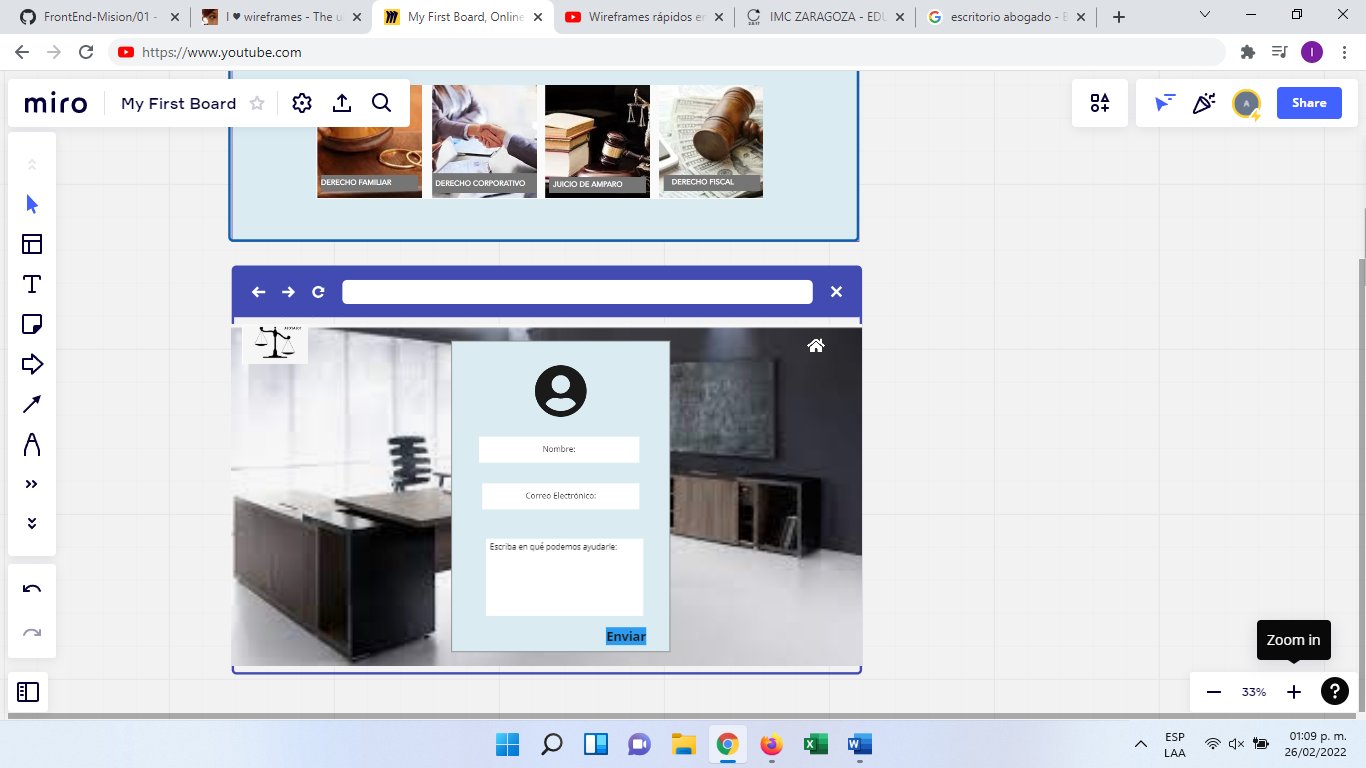 FrontEnd-Mision/01 -
I ♥ wireframes - The u
My First Board, Online
Wireframes rápidos en
IMC ZARAGOZA - EDU
escritorio abogado - B
https://www.youtube.com
I
miro
My First Board
A
Share
DERECHO FAMILIAR
DERECHO CORPORATIVO
JUICIO DE AMPARO
DERECHO FISCAL
Nombre:
Correo Electrónico:
Escriba en qué podemos ayudarle:
Enviar
Zoom in
33%
?
ESP
LAA
01:09 p. m.
26/02/2022